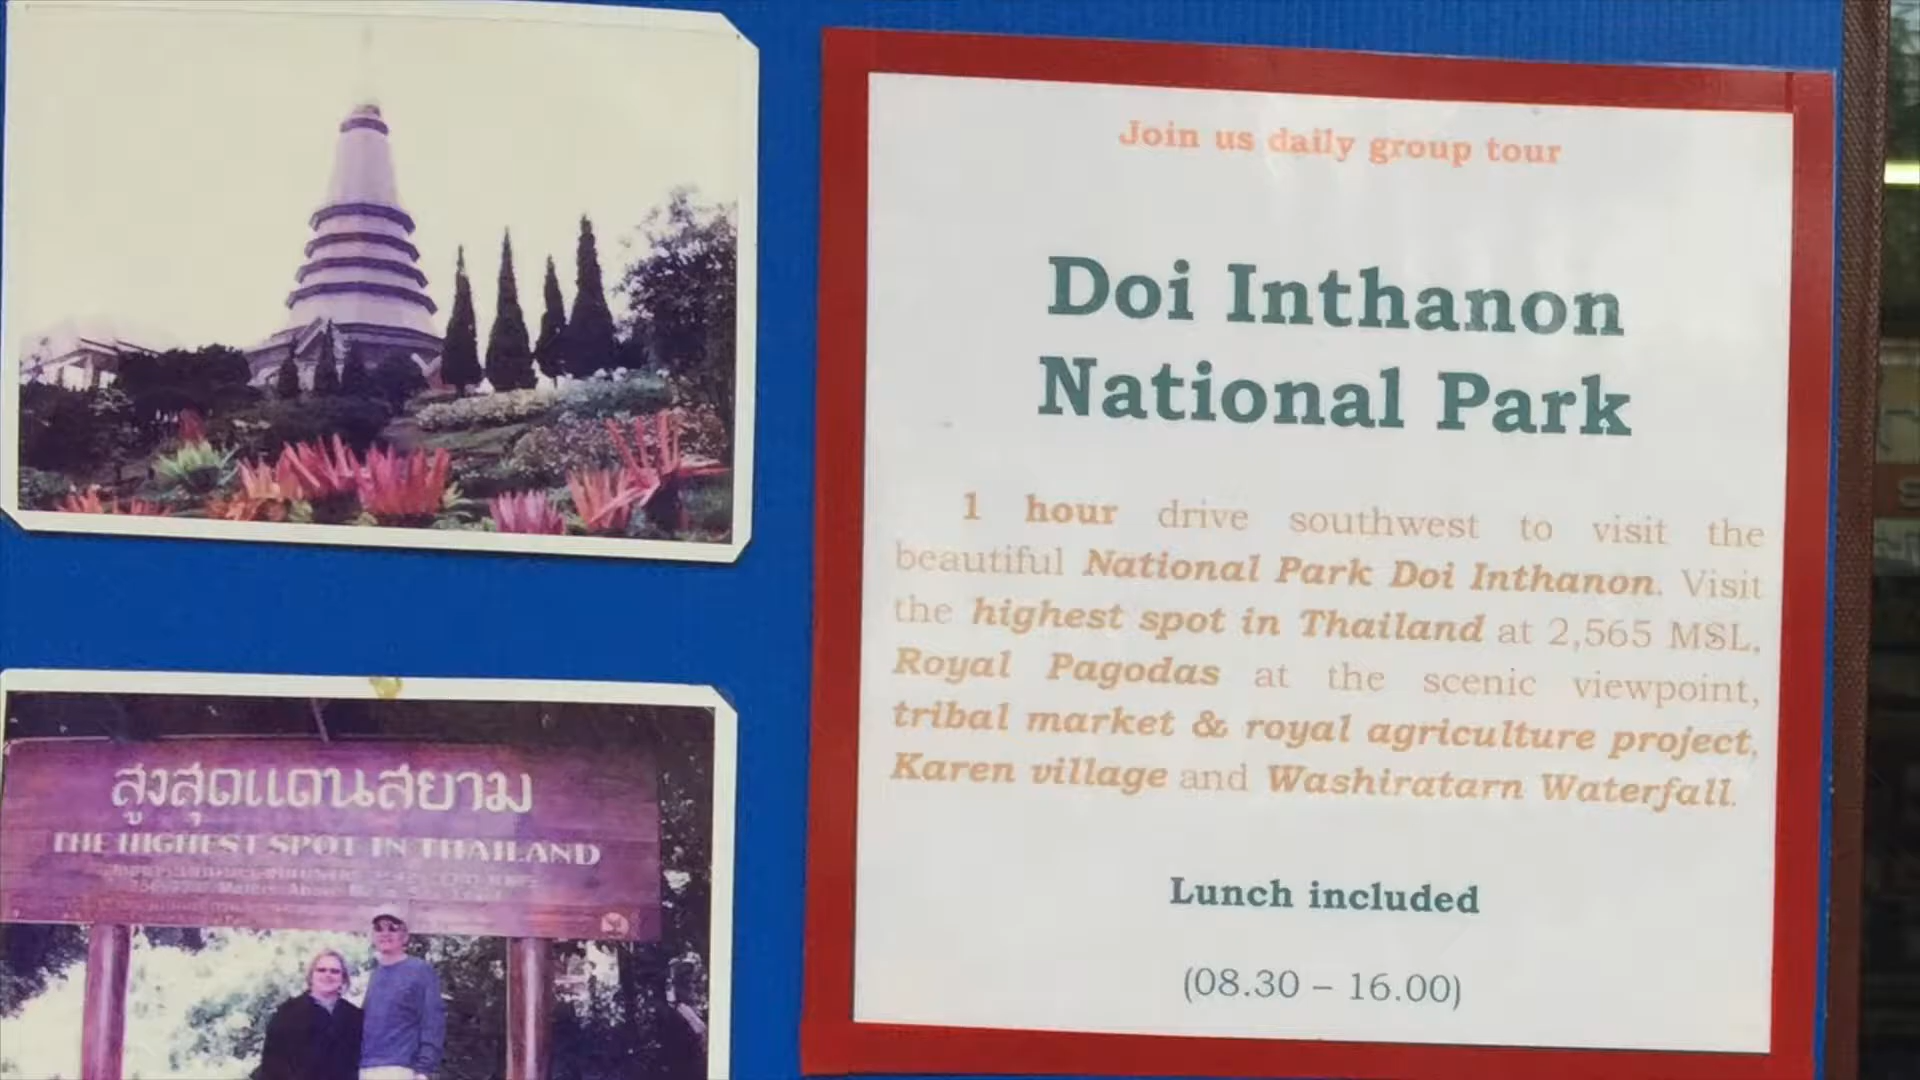 Join us daily group tour
Doi Inthanon
National Park
1 hour drive southwest to visit the
beautiful National Park Doi Inthanon. Visit
the highest spot in Thailand at 2,565 MSL,
Royal Pagodas at the scenic viewpoint,
tribal market & royal agriculture project,
Karen village and Washiratarn Waterfall.
Lunch included
(08.30 – 16.00)
สูงสุดแดนสยาม
THE HIGHEST SPOT IN THAILAND